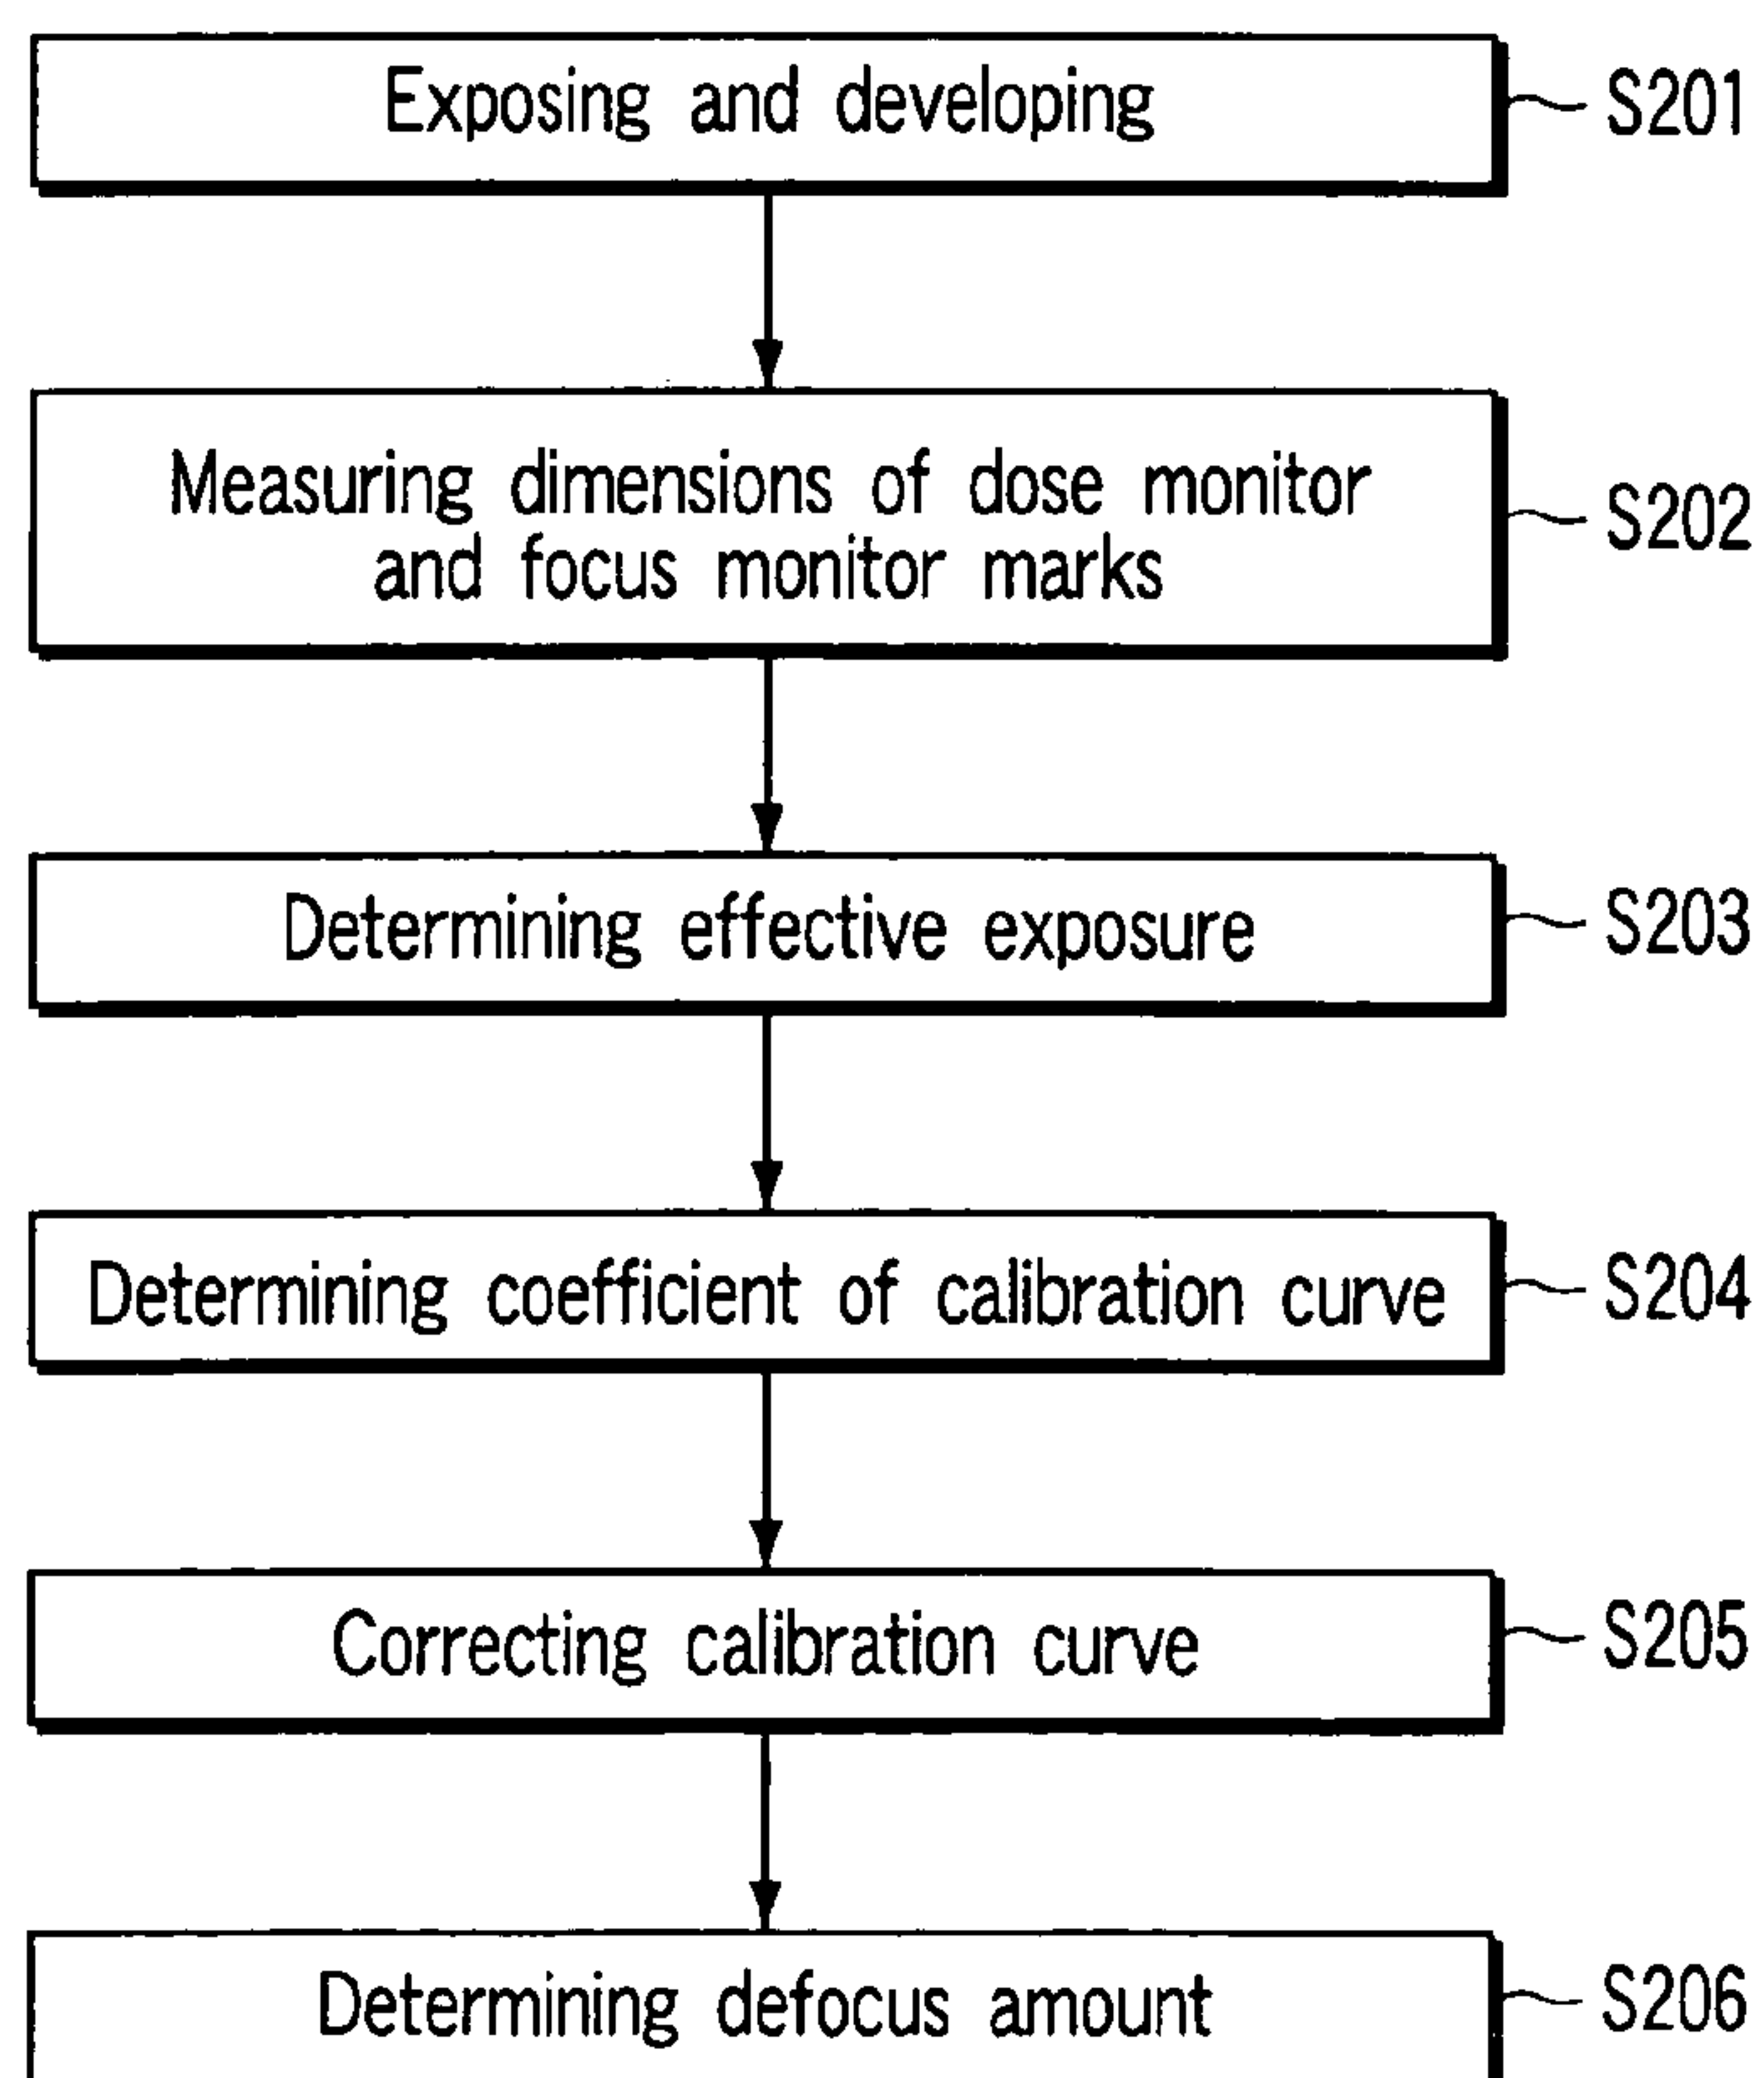 Exposing and developing S201
Measuring dimensions of dose monitor
and focus monitor marks S202
Determining effective exposure S203
Determining coefficient of calibration curve S204
Correcting calibration curve S205
Determining defocus amount S206